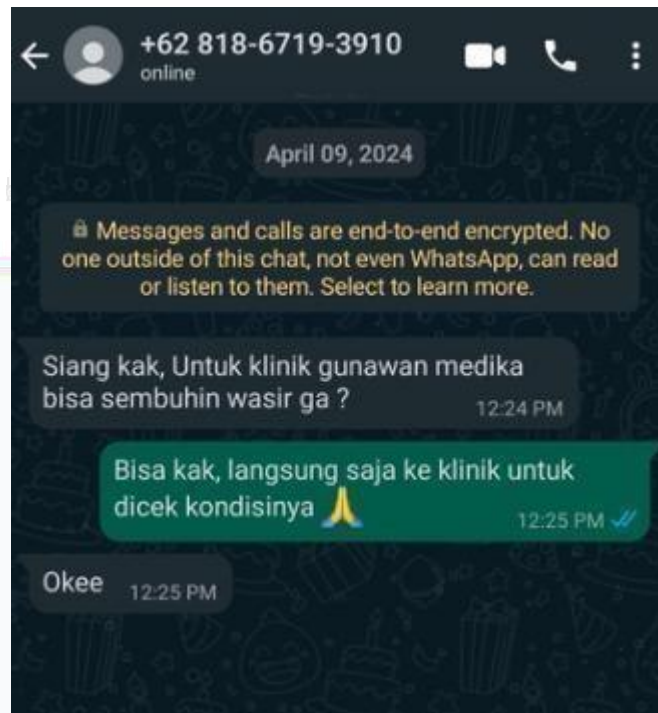 +62 818-6719-3910
online
April 09, 2024
Messages and calls are end-to-end encrypted. No
one outside of this chat, not even WhatsApp, can read
or listen to them. Select to learn more.
Siang kak, Untuk klinik gunawan medika
bisa sembuhin wasir ga ?
12:24 PM
Bisa kak, langsung saja ke klinik untuk
dicek kondisinya 🙏
12:25 PM
Okee 12:25 PM